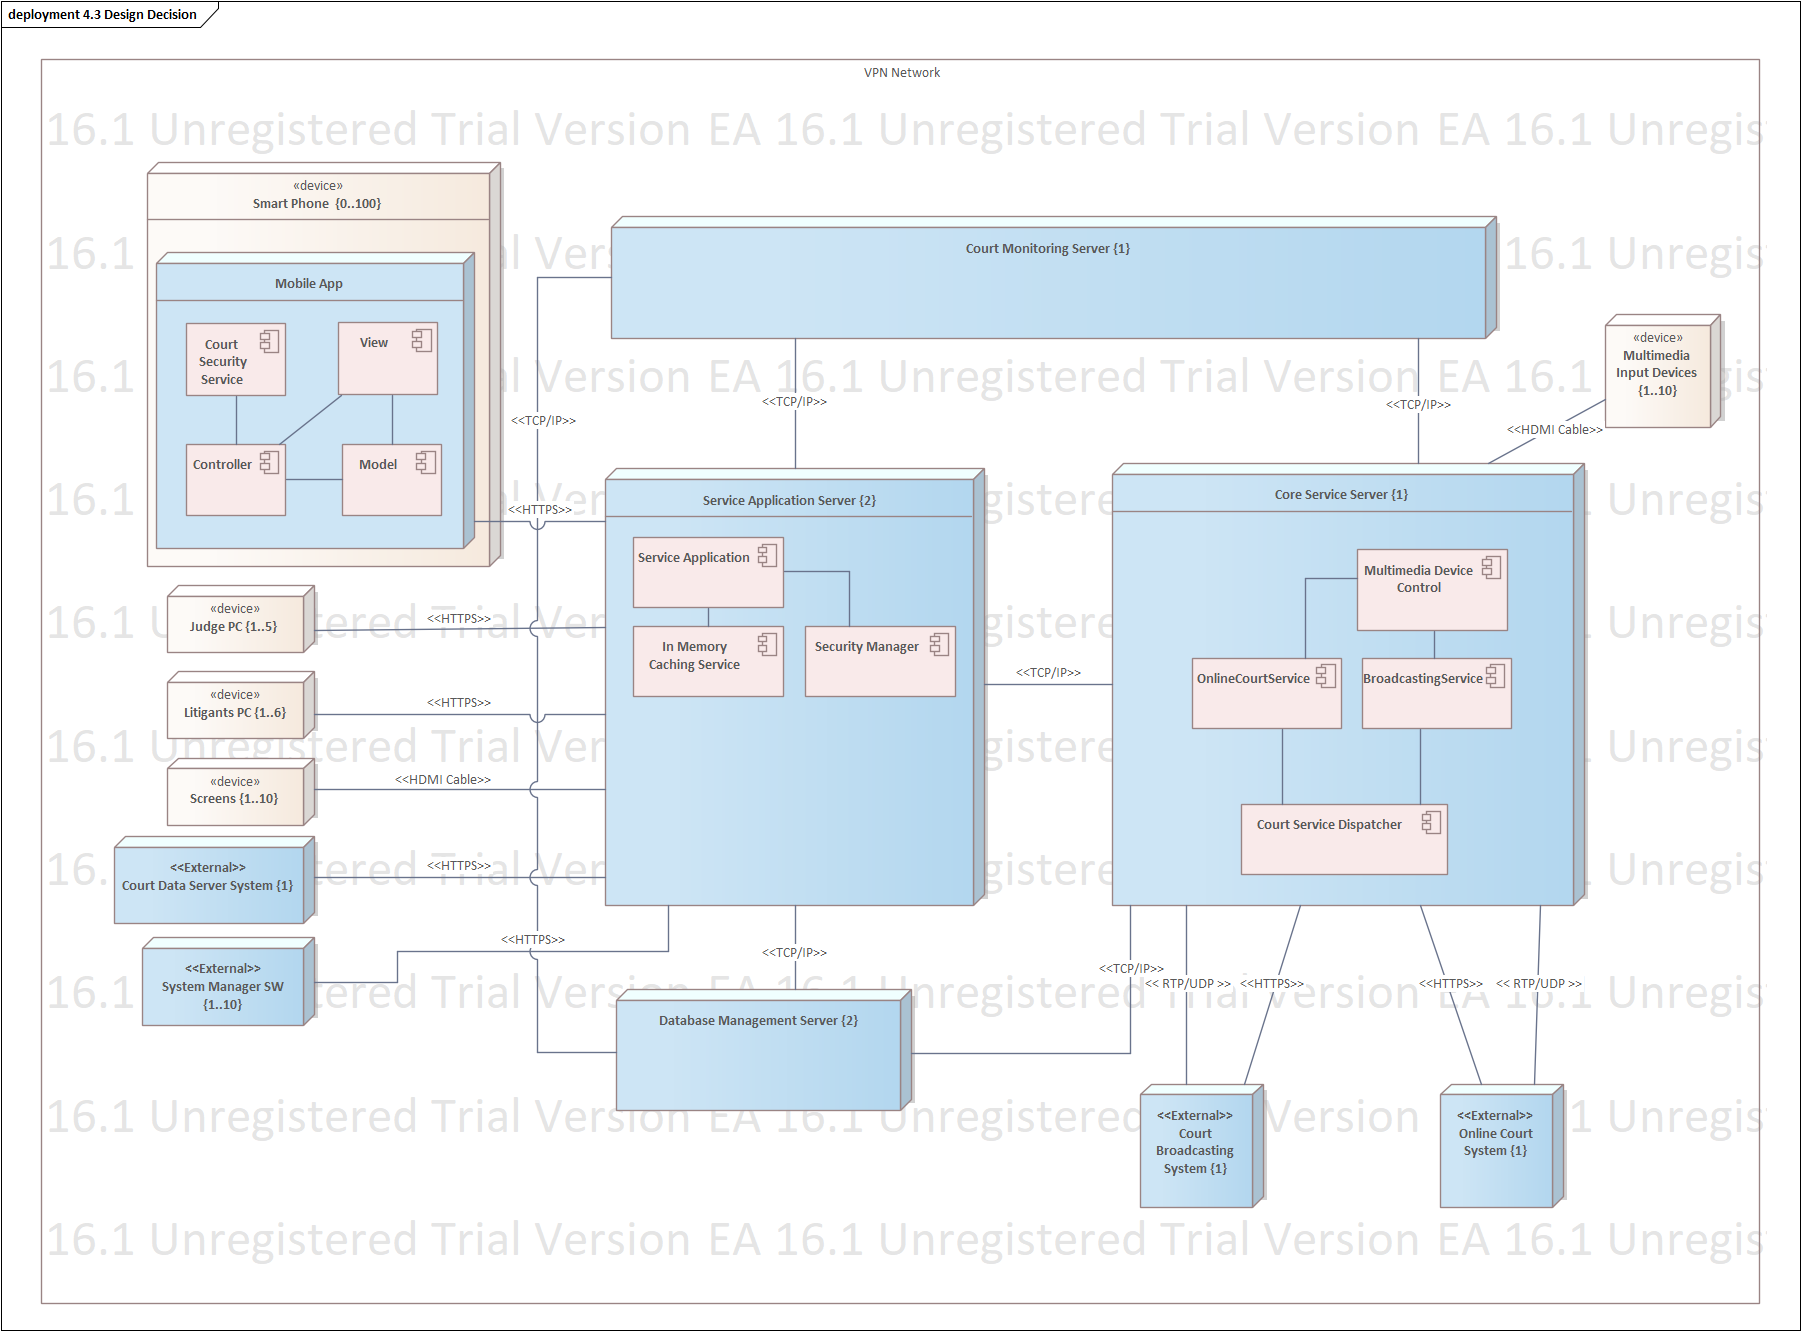 deployment 4.3 Design Decision
VPN Network
16.1 Unregistered Trial Version EA 16.1 Unregistered Trial Version EA 16.1 Unregis
«device»
Smart Phone {0..100}
Mobile App
Court
Security
Service
View
Controller
Model
Court Monitoring Server {1}
«device»
Multimedia
Input Devices
{1..10}
<<TCP/IP>>
<<TCP/IP>>
<<TCP/IP>>
<<HDMI Cable>>
<<HTTPS>>
Service Application Server {2}
Service Application
In Memory
Caching Service
Security Manager
<<TCP/IP>>
Core Service Server {1}
Multimedia Device
Control
OnlineCourtService
BroadcastingService
Court Service Dispatcher
«device»
Judge PC {1..5}
<<HTTPS>>
«device»
Litigants PC {1..6}
<<HTTPS>>
«device»
Screens {1..10}
<<HDMI Cable>>
<<External>>
Court Data Server System {1}
<<HTTPS>>
<<External>>
System Manager SW
{1..10}
<<HTTPS>>
<<TCP/IP>>
<<TCP/IP>>
<< RTP/UDP >>
<<HTTPS>>
<<HTTPS>>
<< RTP/UDP >>
Database Management Server {2}
<<External>>
Court
Broadcasting
System {1}
<<External>>
Online Court
System {1}
16.1 Unregistered Trial Version EA 16.1 Unregistered Trial Version EA 16.1 Unregis